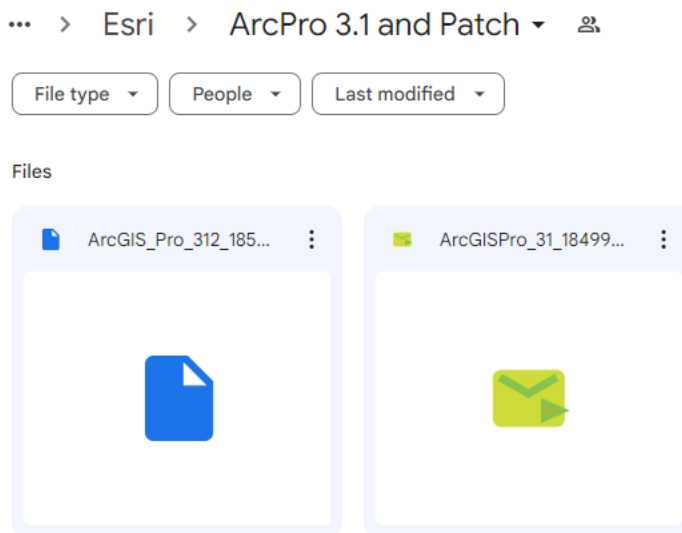 ... > Esri > ArcPro 3.1 and Patch
File type People Last modified
Files
ArcGIS_Pro_312_185... ArcGISPro_31_18499...